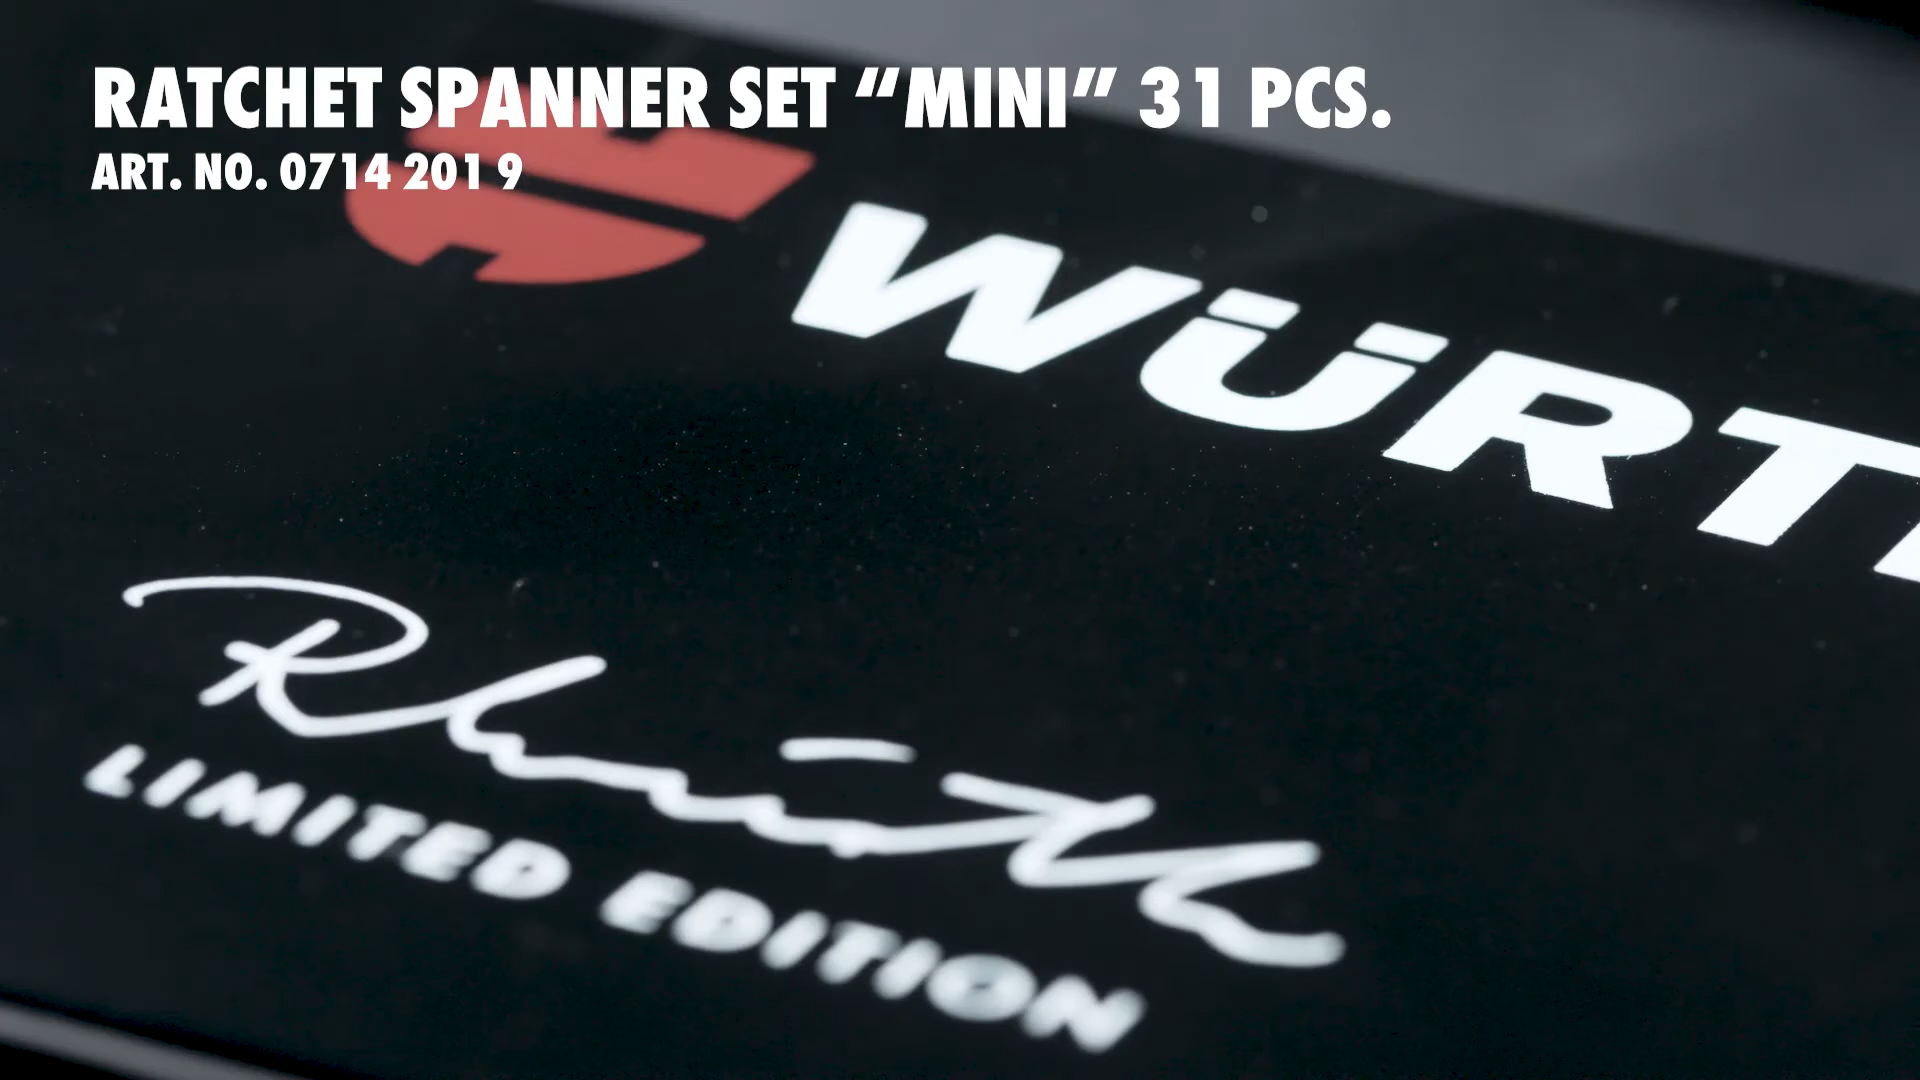 RATCHET SPANNER SET “MINI” 31 PCS.
ART. NO. 0714 201 9
WÜRT
LIMITED EDITION